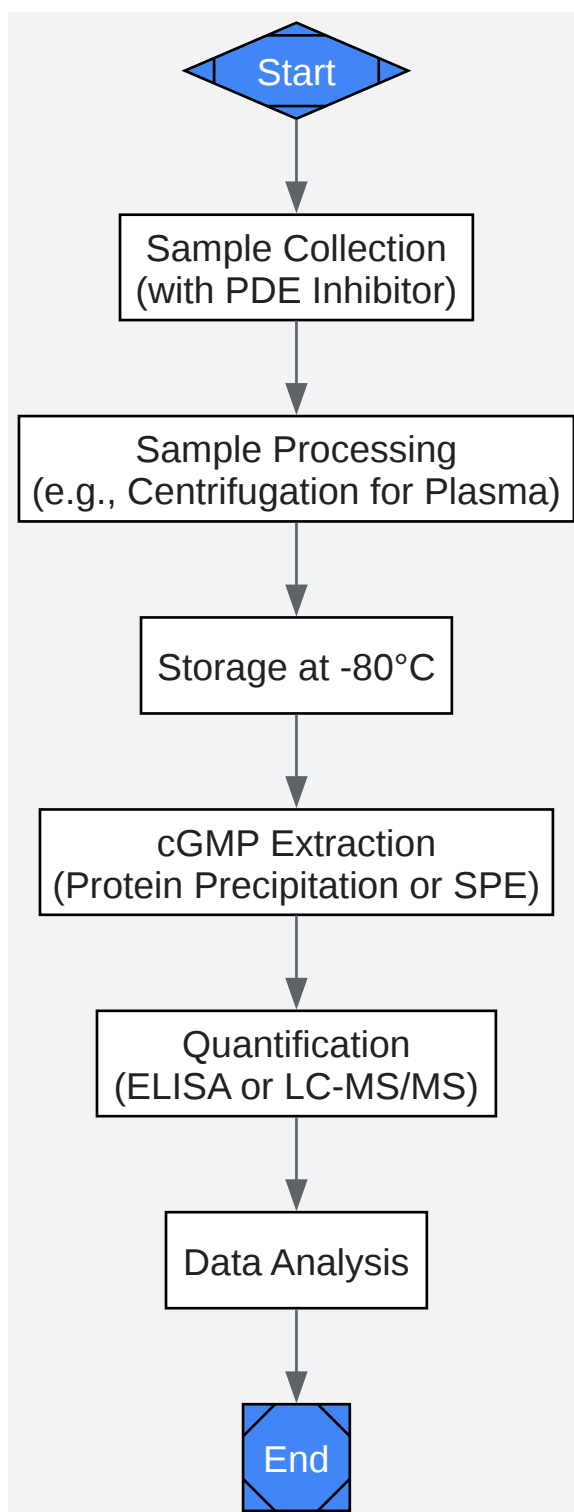 Start
Sample Collection
(with PDE Inhibitor)
Sample Processing
(e.g., Centrifugation for Plasma)
Storage at -80°C
cGMP Extraction
(Protein Precipitation or SPE)
Quantification
(ELISA or LC-MS/MS)
Data Analysis
End